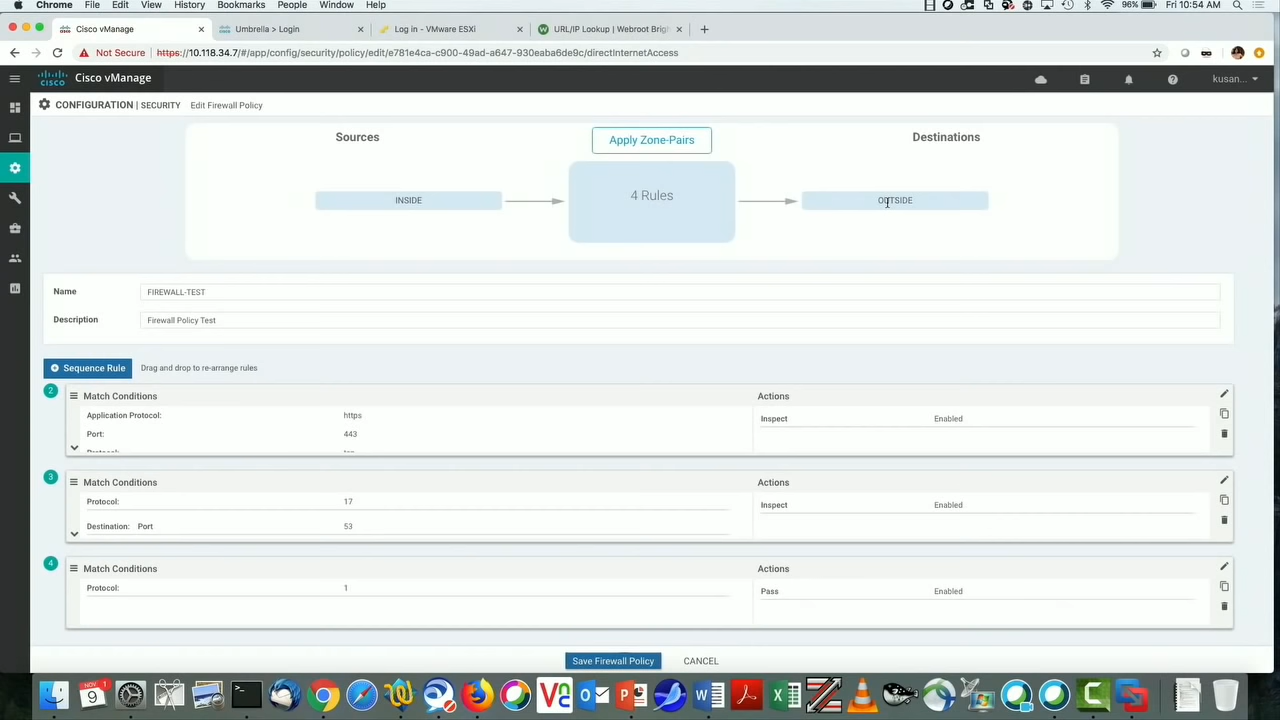 Chrome File Edit View History Bookmarks People Window Help 96% Fri 10:54 AM
Cisco vManage Umbrella > Login Log in - VMware ESXi URL/IP Lookup | Webroot Brigh
Not Secure https://10.118.34.7/#/app/config/security/policy/edit/e781e4ca-c900-49ad-a647-930eaba6de9c/directInternetAccess
cisco Cisco vManage kusan...
CONFIGURATION | SECURITY Edit Firewall Policy
Sources Apply Zone-Pairs Destinations
INSIDE 4 Rules OUTSIDE
Name FIREWALL-TEST
Description Firewall Policy Test
Sequence Rule Drag and drop to re-arrange rules
2 Match Conditions Actions
Application Protocol: https Inspect Enabled
Port: 443
3 Match Conditions Actions
Protocol: 17 Inspect Enabled
Destination: Port 53
4 Match Conditions Actions
Protocol: 1 Pass Enabled
Save Firewall Policy CANCEL
NOV 1
9